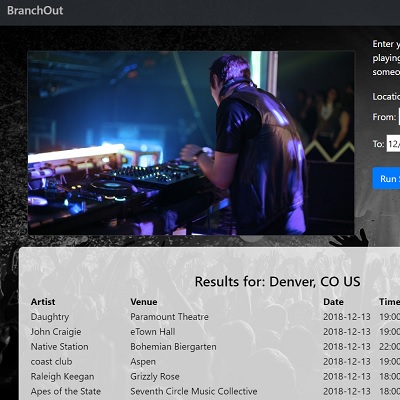 BranchOut
Enter y
playing
someo
Locatio
From:
To: 12/
Run S
Results for: Denver, CO US
Artist Venue Date Time
Daughtry Paramount Theatre 2018-12-13 19:00
John Craigie eTown Hall 2018-12-13 19:00
Native Station Bohemian Biergarten 2018-12-13 22:00
coast club Aspen 2018-12-13 19:00
Raleigh Keegan Grizzly Rose 2018-12-13 18:00
Apes of the State Seventh Circle Music Collective 2018-12-13 18:00